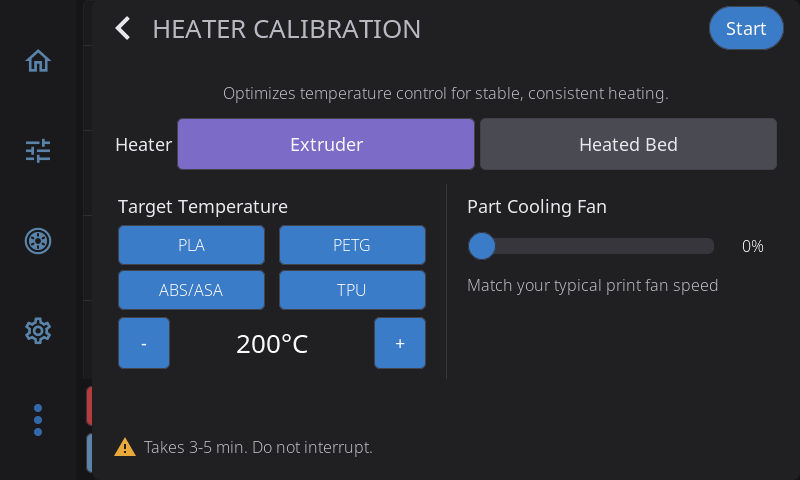 HEATER CALIBRATION
Start
Optimizes temperature control for stable, consistent heating.
Heater
Extruder
Heated Bed
Target Temperature
PLA
PETG
ABS/ASA
TPU
-
200°C
+
Part Cooling Fan
0%
Match your typical print fan speed
Takes 3-5 min. Do not interrupt.